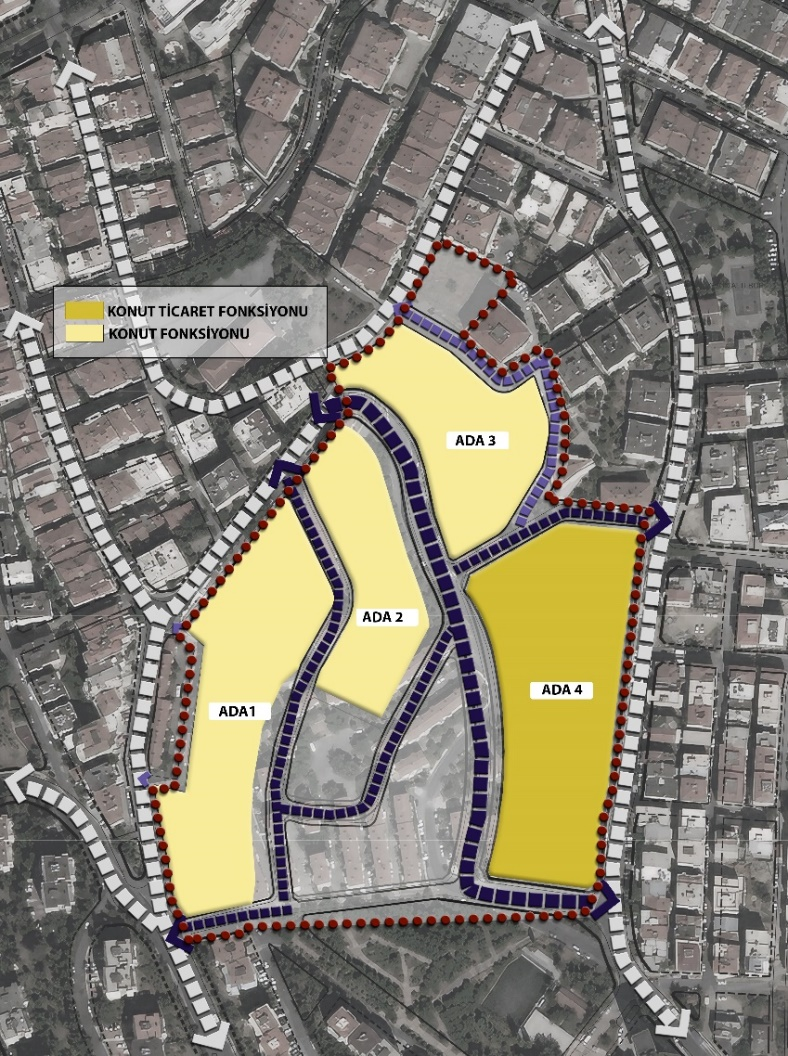 KONUT TİCARET FONKSİYONU
KONUT FONKSİYONU
ADA 3
ADA 2
ADA 4
ADA1